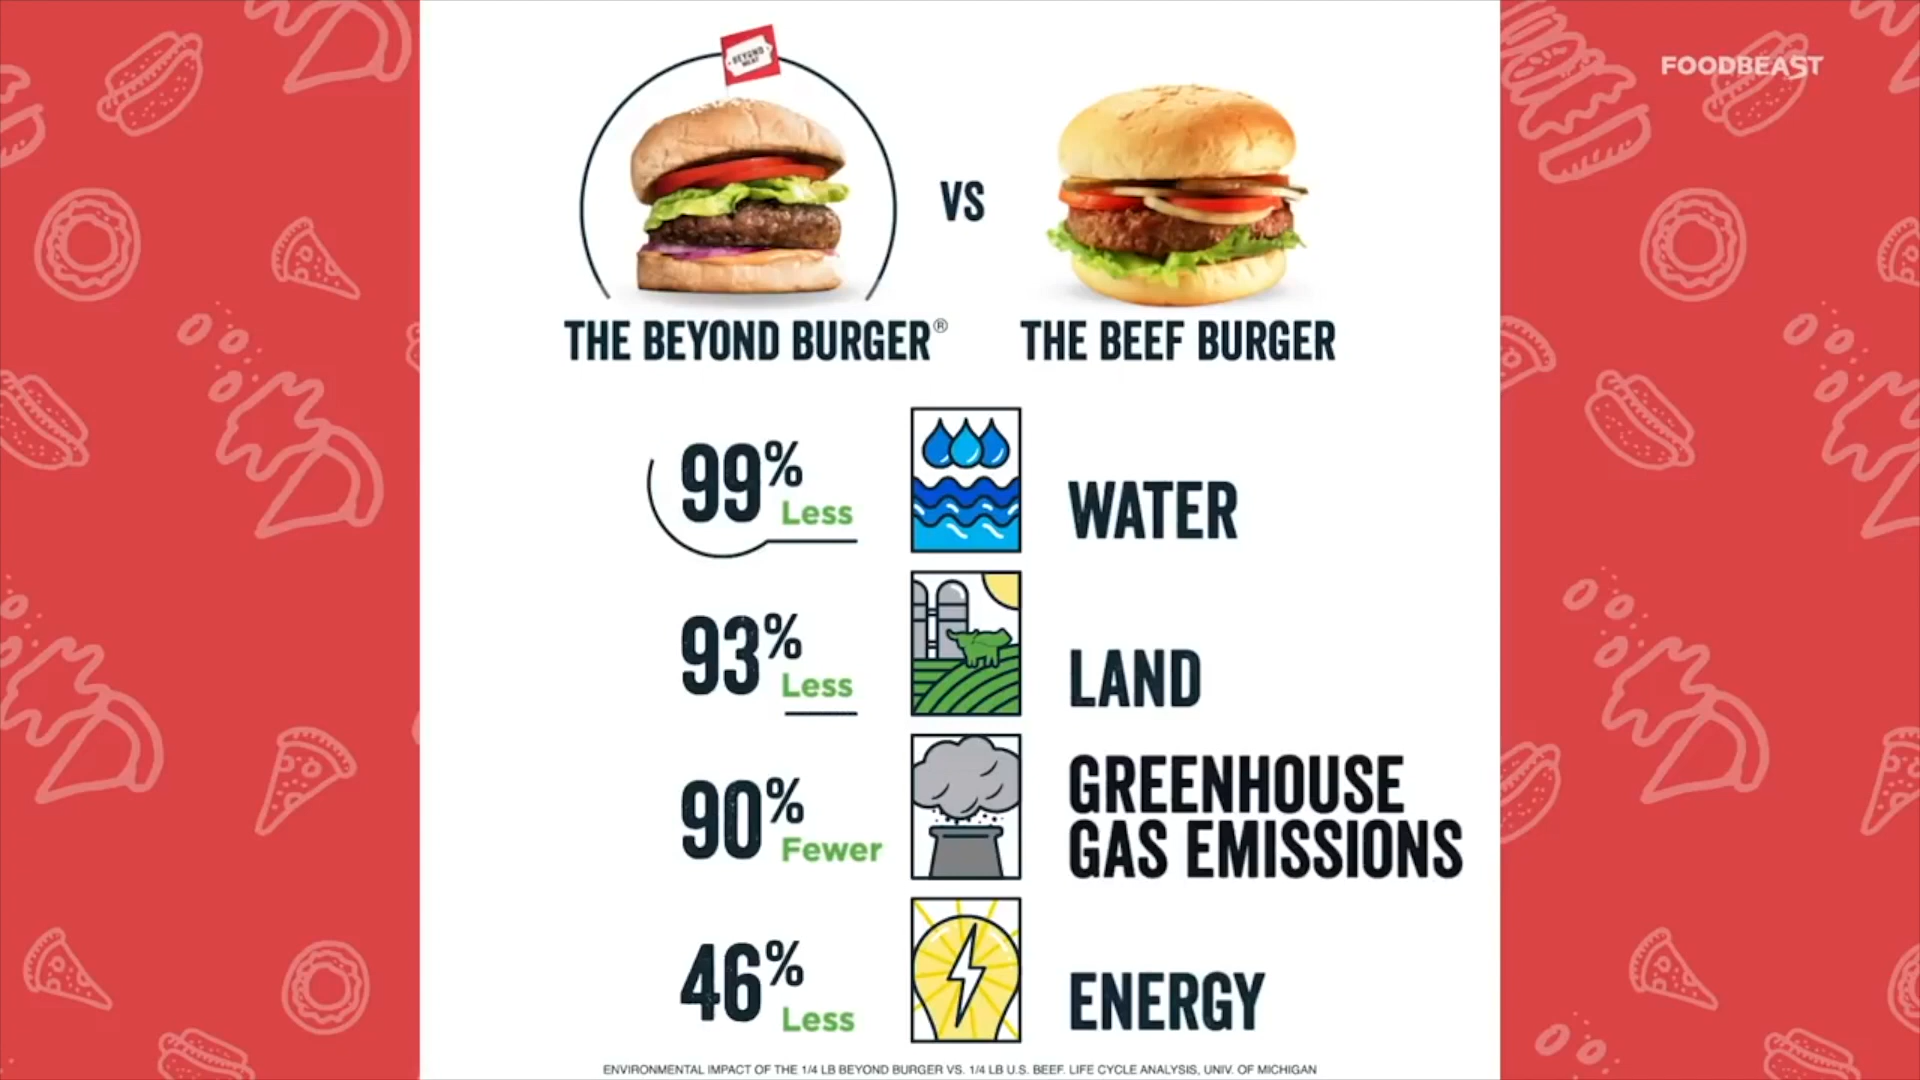 FOODBEAST
BEYOND
MEAT
VS
THE BEYOND BURGER®
THE BEEF BURGER
99% Less
WATER
93% Less
LAND
90% Fewer
GREENHOUSE
GAS EMISSIONS
46% Less
ENERGY
ENVIRONMENTAL IMPACT OF THE 1/4 LB BEYOND BURGER VS. 1/4 LB U.S. BEEF. LIFE CYCLE ANALYSIS, UNIV. OF MICHIGAN